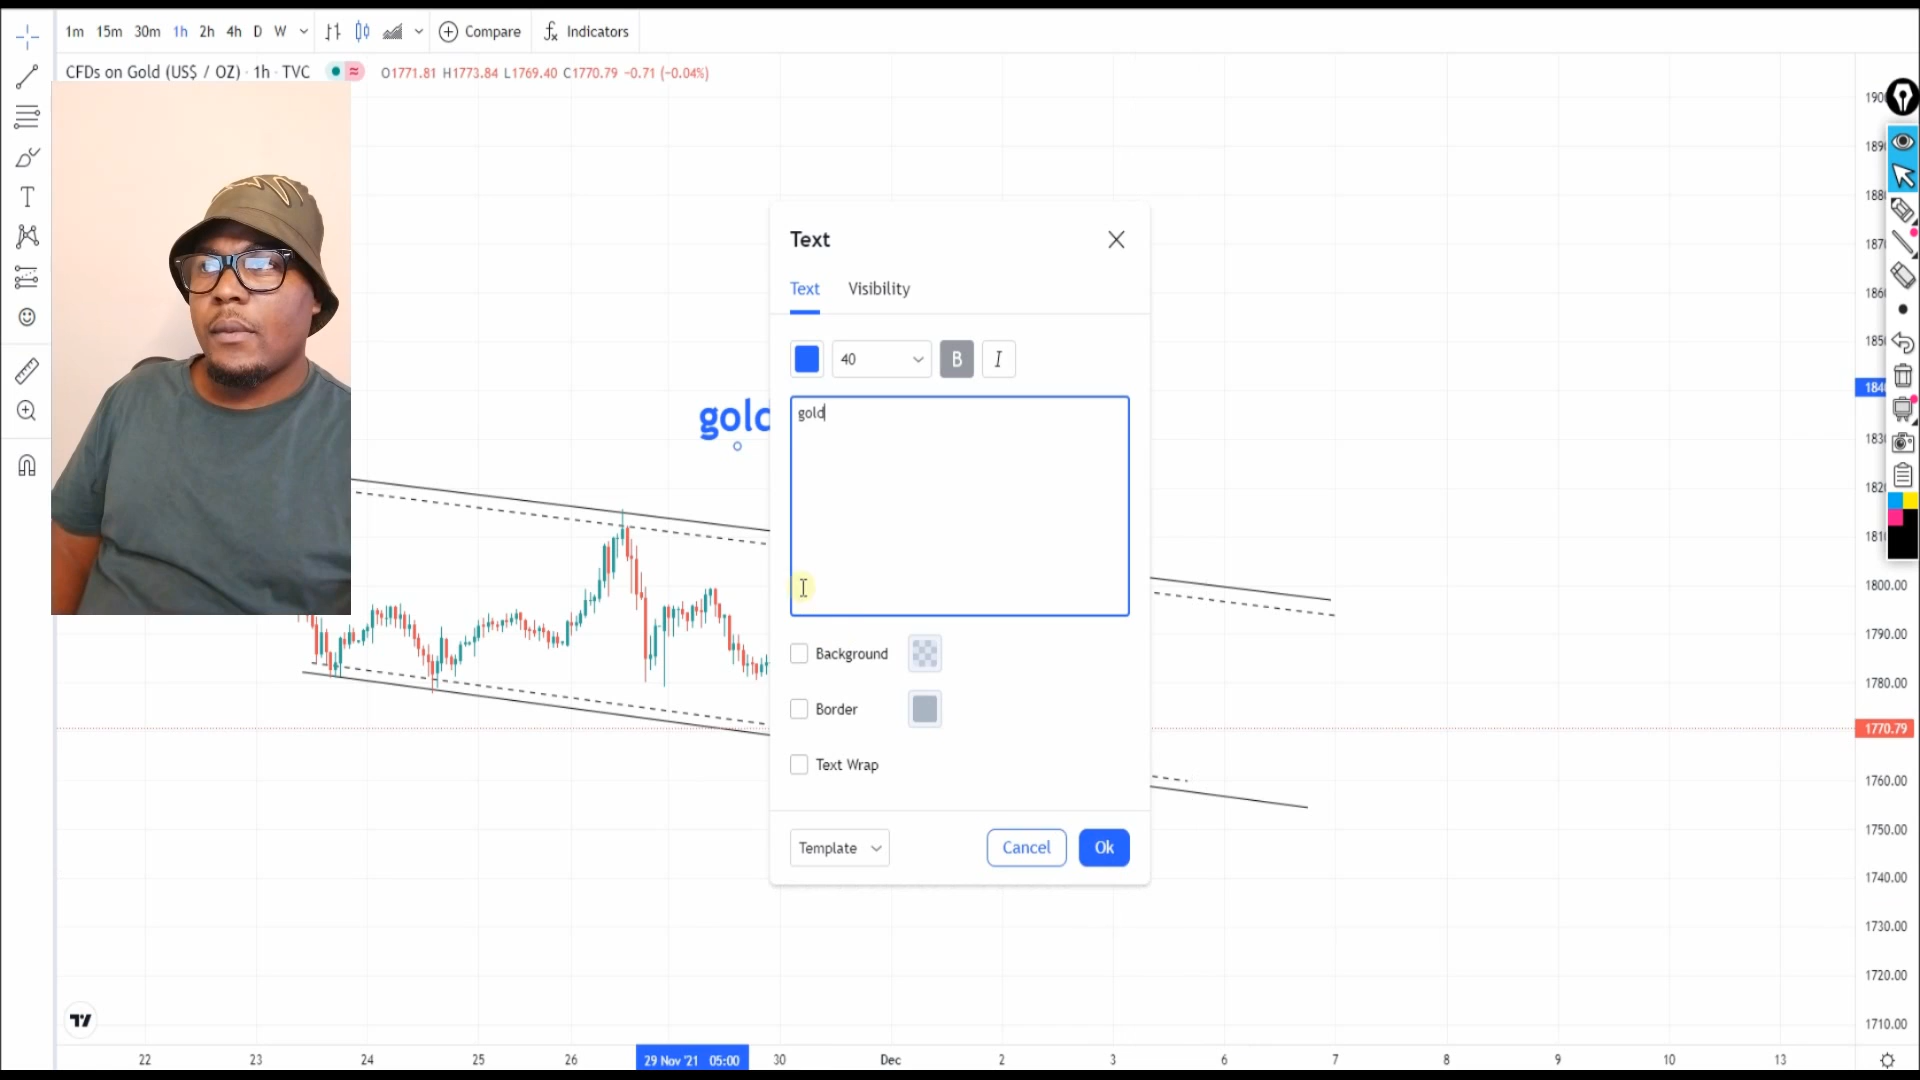 1m 15m 30m 1h 2h 4h D W Compare Indicators
CFDs on Gold (US$ / OZ) · 1h · TVC O1771.81 H1773.84 L1769.40 C1770.79 −0.71 (−0.04%)
Text
Text Visibility
40 B I
gold
gold
Background
Border
Text Wrap
Template Cancel Ok
1800.00
1790.00
1780.00
1770.79
1760.00
1750.00
1740.00
1730.00
1720.00
1710.00
22 23 24 25 26 29 Nov '21 05:00 30 Dec 2 3 6 7 8 9 10 13